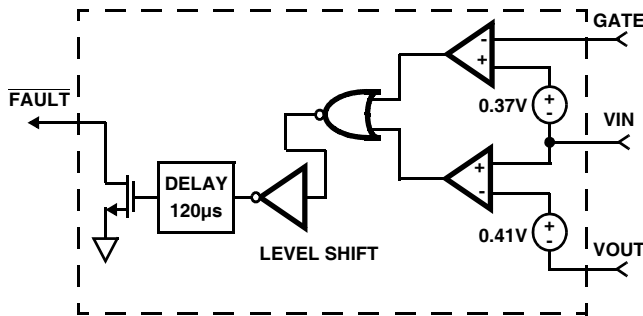 GATE
FAULT
-
+
0.37V
+
-
VIN
DELAY
120μs
LEVEL SHIFT
+
-
0.41V
+
-
VOUT